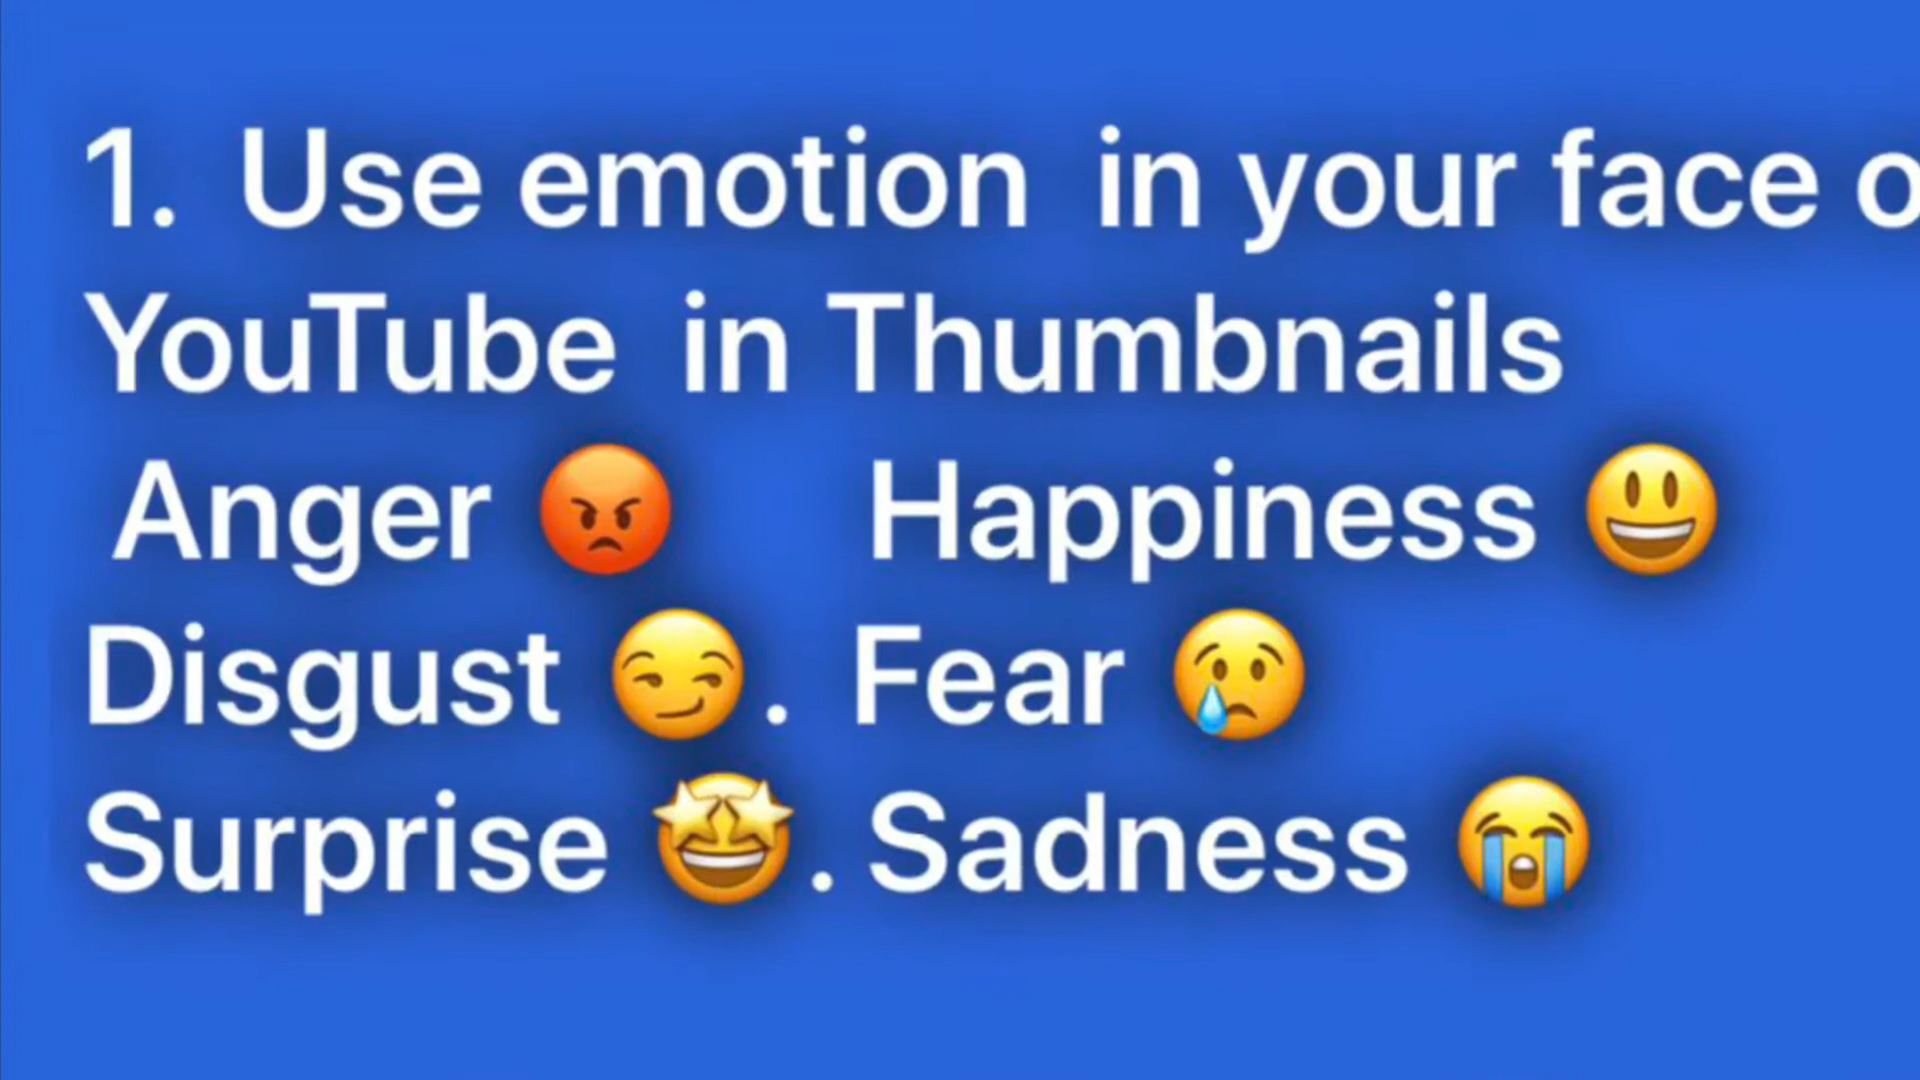 1. Use emotion in your face o
YouTube in Thumbnails
Anger 😡 Happiness 😃
Disgust 😏. Fear 😢
Surprise 🤩. Sadness 😭